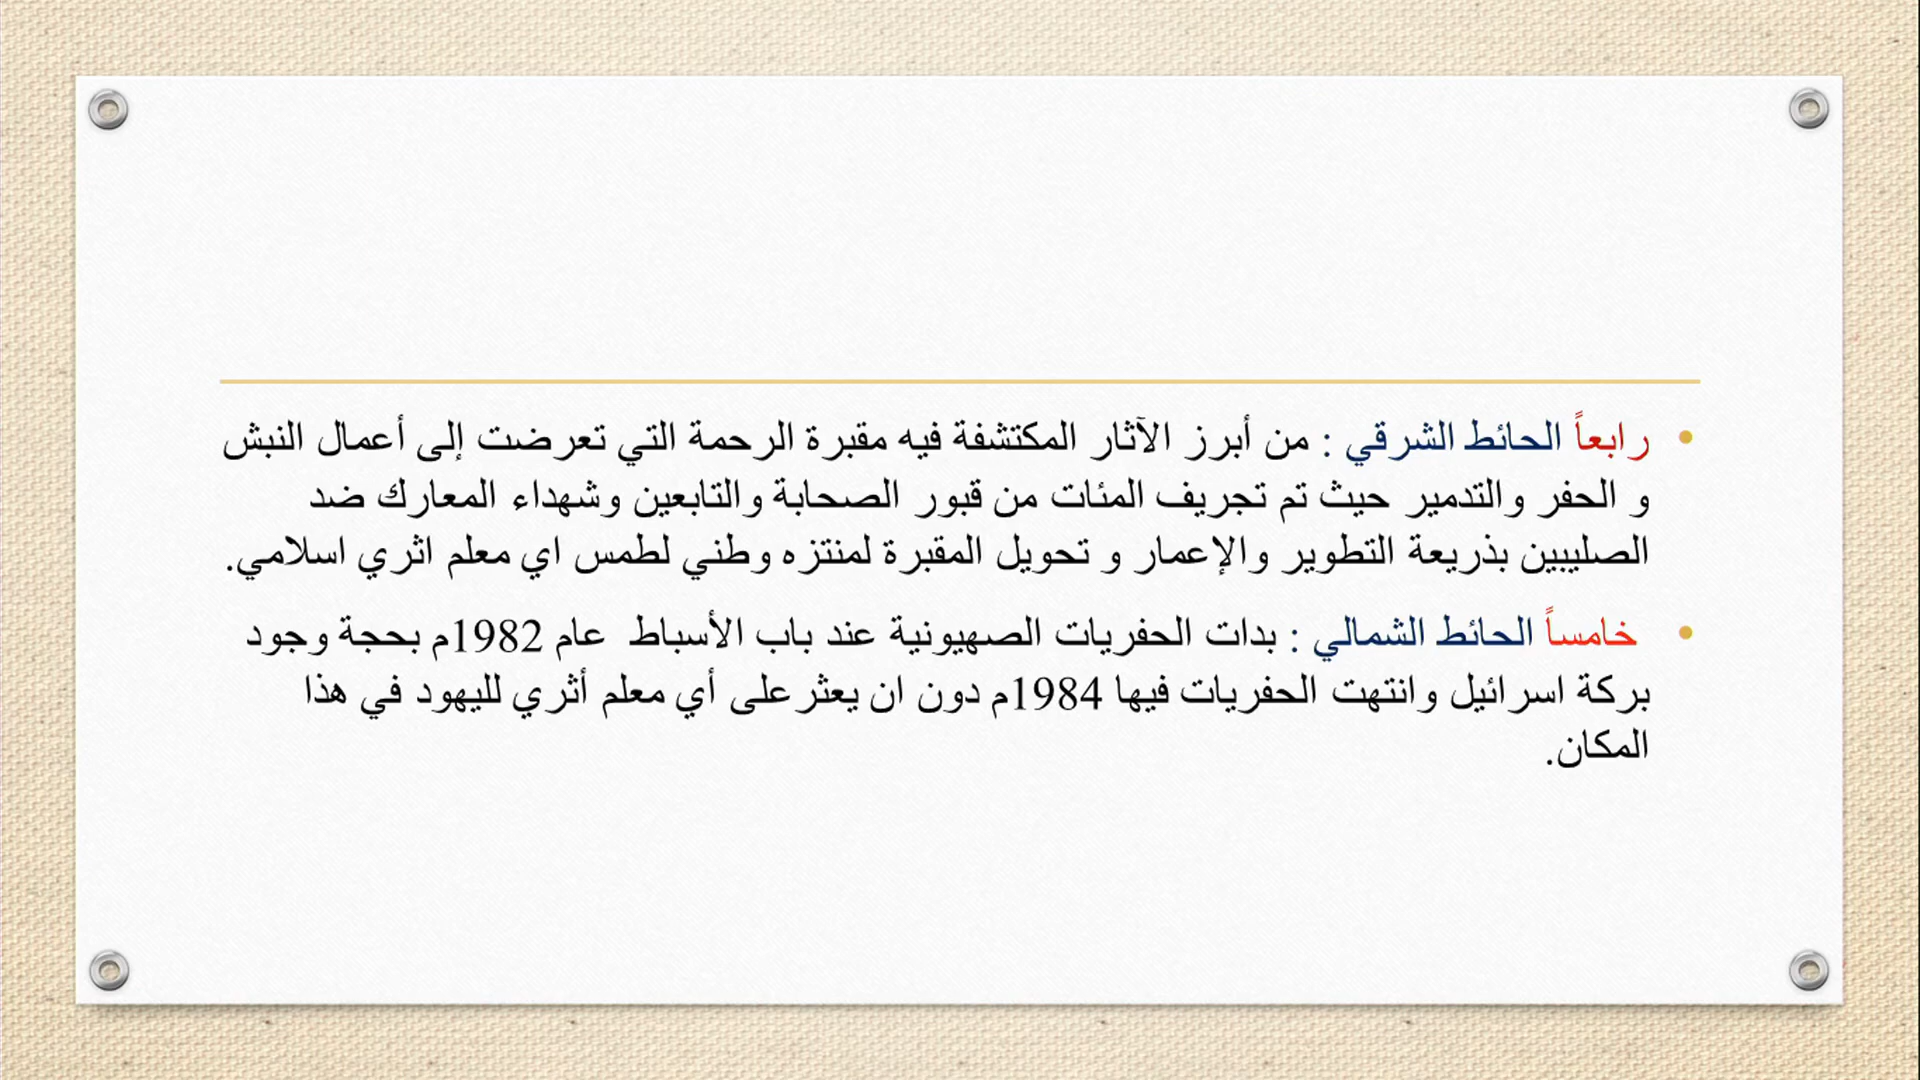 • رابعاً الحائط الشرقي : من أبرز الآثار المكتشفة فيه مقبرة الرحمة التي تعرضت إلى أعمال النبش
و الحفر والتدمير حيث تم تجريف المئات من قبور الصحابة والتابعين وشهداء المعارك ضد
الصليبين بذريعة التطوير والإعمار و تحويل المقبرة لمنتزه وطني لطمس اي معلم اثري اسلامي.
• خامساً الحائط الشمالي : بدات الحفريات الصهيونية عند باب الأسباط عام 1982م بحجة وجود
بركة اسرائيل وانتهت الحفريات فيها 1984م دون ان يعثرعلى أي معلم أثري لليهود في هذا
المكان.